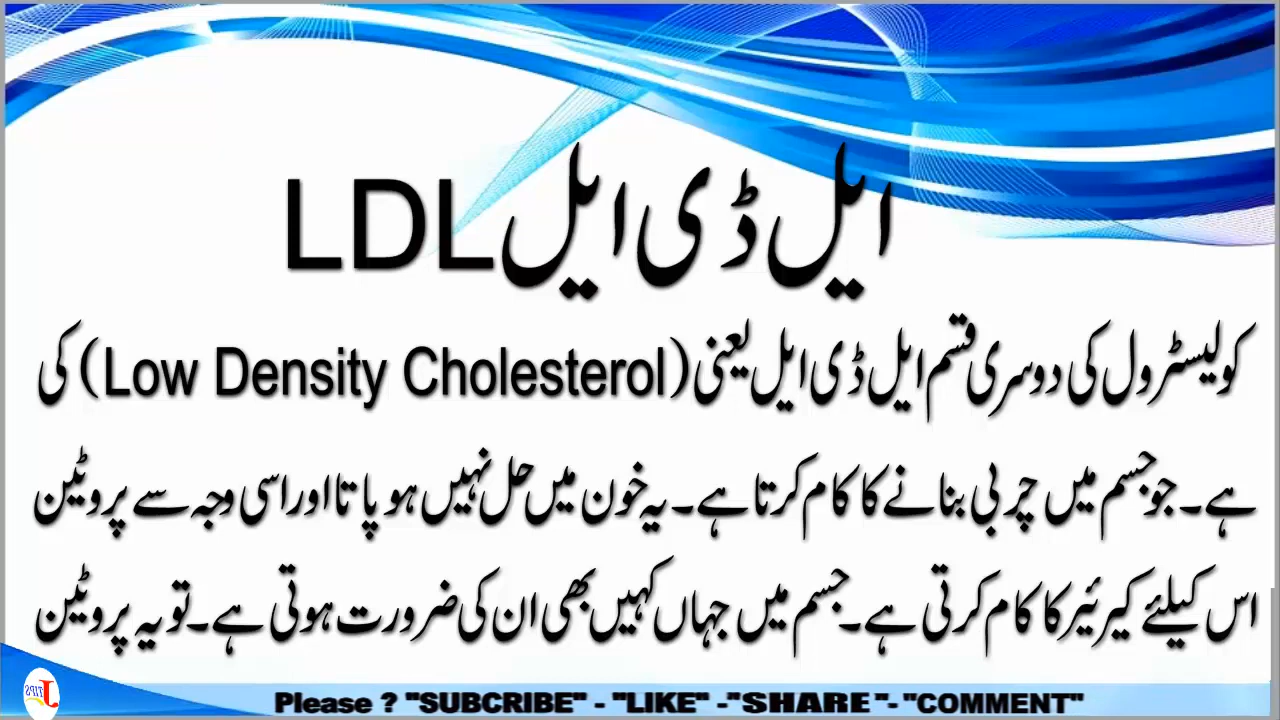 ایل ڈی ایل LDL
کولیسٹرول کی دوسری قسم ایل ڈی ایل یعنی (Low Density Cholesterol) کی
ہے۔ جو جسم میں چربی بنانے کا کام کرتا ہے۔ یہ خون میں حل نہیں ہو پاتا اور اسی وجہ سے پروٹین
اس کیلئے کیرئیر کا کام کرتی ہے۔ جسم میں جہاں کہیں بھی ان کی ضرورت ہوتی ہے۔ تو یہ پروٹین
Please ? "SUBCRIBE" - "LIKE" -"SHARE "- "COMMENT"
J TIPS